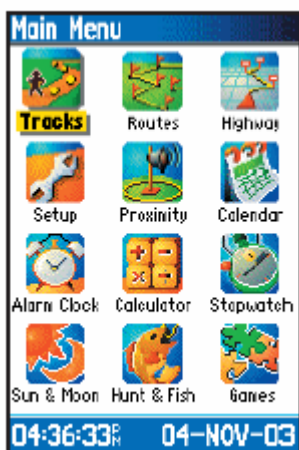 Main Menu
Tracks Routes Highway
Setup Proximity Calendar
Alarm Clock Calculator Stopwatch
Sun & Moon Hunt & Fish Games
04:36:33PM 04-NOV-03